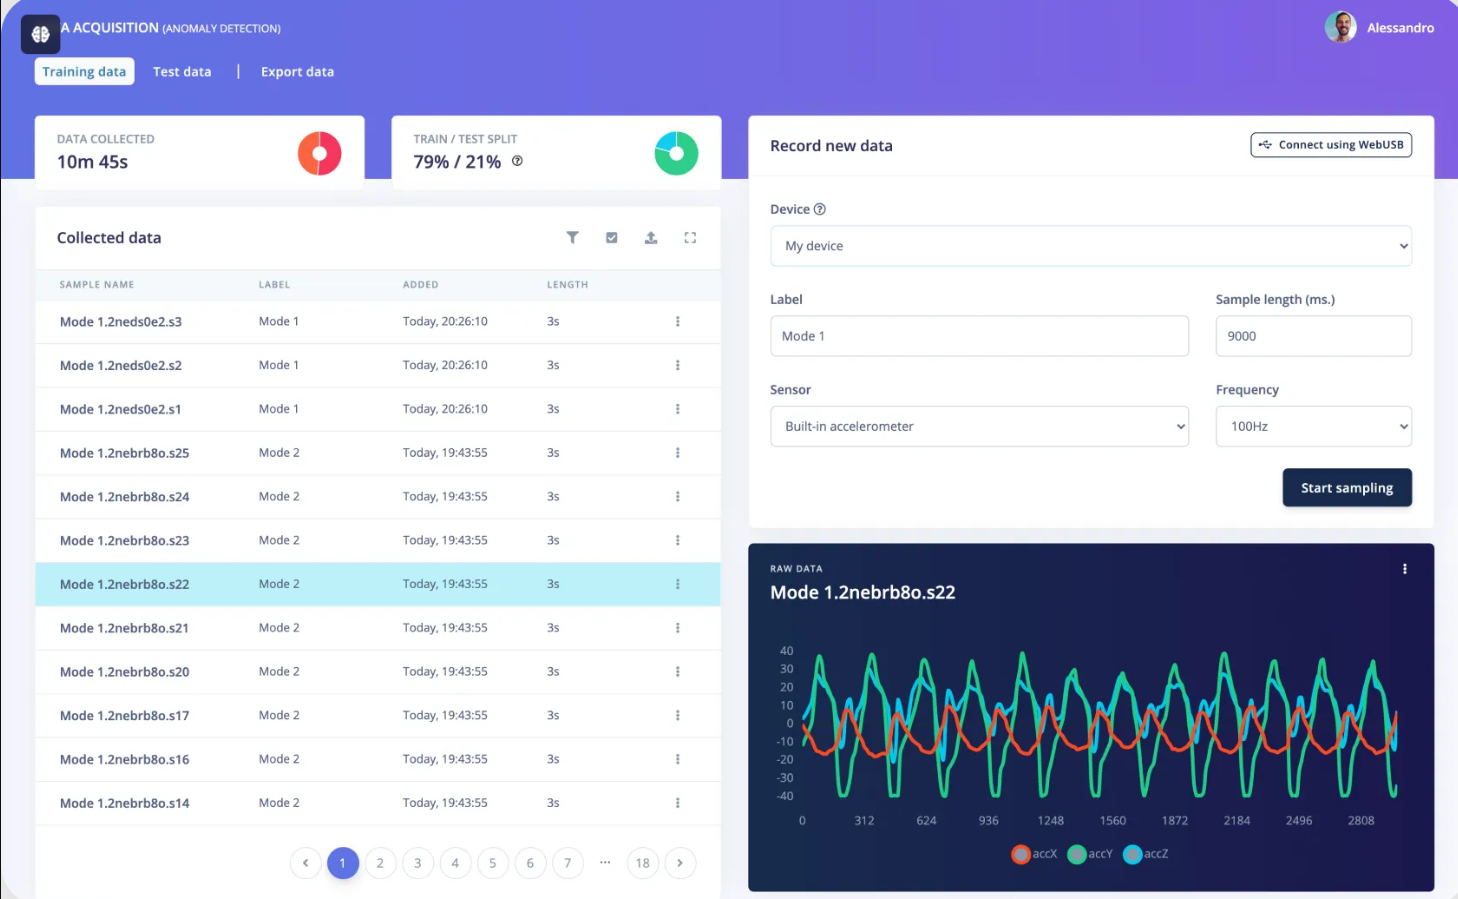 A ACQUISITION (ANOMALY DETECTION)
Alessandro
Training data Test data | Export data
DATA COLLECTED
10m 45s
TRAIN / TEST SPLIT
79% / 21%
Record new data
Connect using WebUSB
Device
My device
Label
Sample length (ms.)
Mode 1
9000
Sensor
Frequency
Built-in accelerometer
100Hz
Start sampling
Collected data
SAMPLE NAME LABEL ADDED LENGTH
Mode 1.2neds0e2.s3 Mode 1 Today, 20:26:10 3s
Mode 1.2neds0e2.s2 Mode 1 Today, 20:26:10 3s
Mode 1.2neds0e2.s1 Mode 1 Today, 20:26:10 3s
Mode 1.2nebrb8o.s25 Mode 2 Today, 19:43:55 3s
Mode 1.2nebrb8o.s24 Mode 2 Today, 19:43:55 3s
Mode 1.2nebrb8o.s23 Mode 2 Today, 19:43:55 3s
Mode 1.2nebrb8o.s22 Mode 2 Today, 19:43:55 3s
Mode 1.2nebrb8o.s21 Mode 2 Today, 19:43:55 3s
Mode 1.2nebrb8o.s20 Mode 2 Today, 19:43:55 3s
Mode 1.2nebrb8o.s17 Mode 2 Today, 19:43:55 3s
Mode 1.2nebrb8o.s16 Mode 2 Today, 19:43:55 3s
Mode 1.2nebrb8o.s14 Mode 2 Today, 19:43:55 3s
‹ 1 2 3 4 5 6 7 ... 18 ›
RAW DATA
Mode 1.2nebrb8o.s22
40
30
20
10
0
-10
-20
-30
-40
0 312 624 936 1248 1560 1872 2184 2496 2808
accX accY accZ